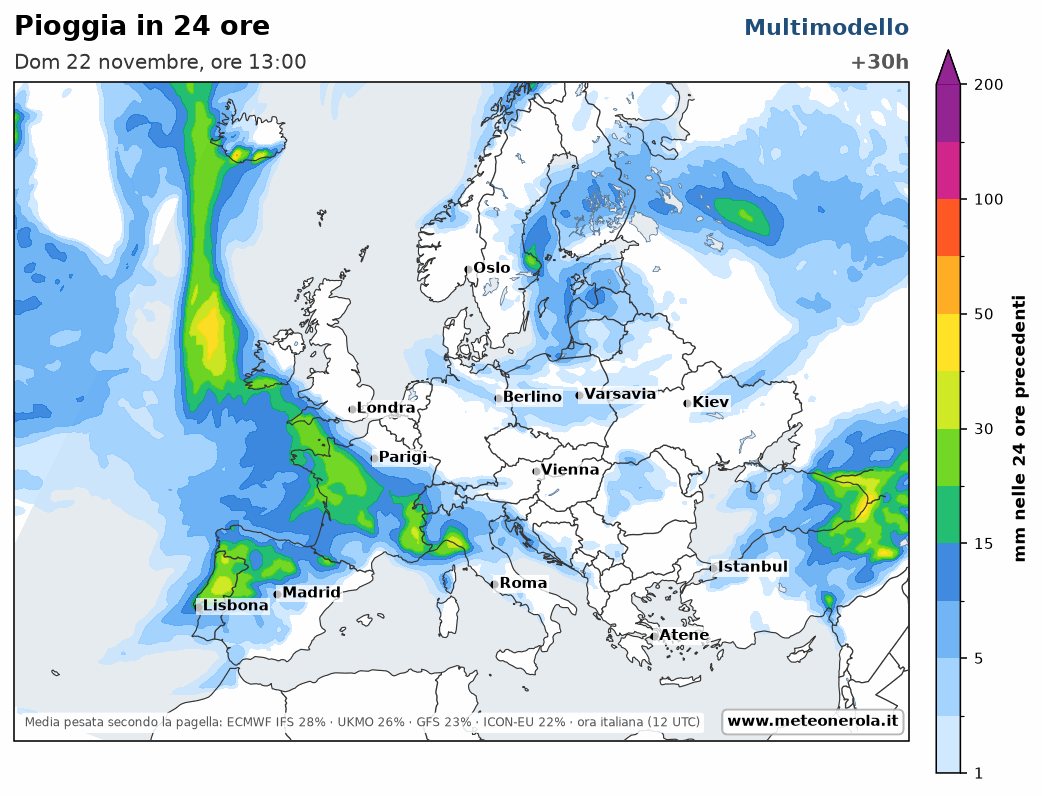 Pioggia in 24 ore
Multimodello
Dom 22 novembre, ore 13:00
+30h
200
100
50
30
15
5
1
mm nelle 24 ore precedenti
Oslo
Londra
Berlino
Varsavia
Kiev
Parigi
Vienna
Istanbul
Roma
Madrid
Lisbona
Atene
Media pesata secondo la pagella: ECMWF IFS 28% · UKMO 26% · GFS 23% · ICON-EU 22% · ora italiana (12 UTC)
www.meteonerola.it